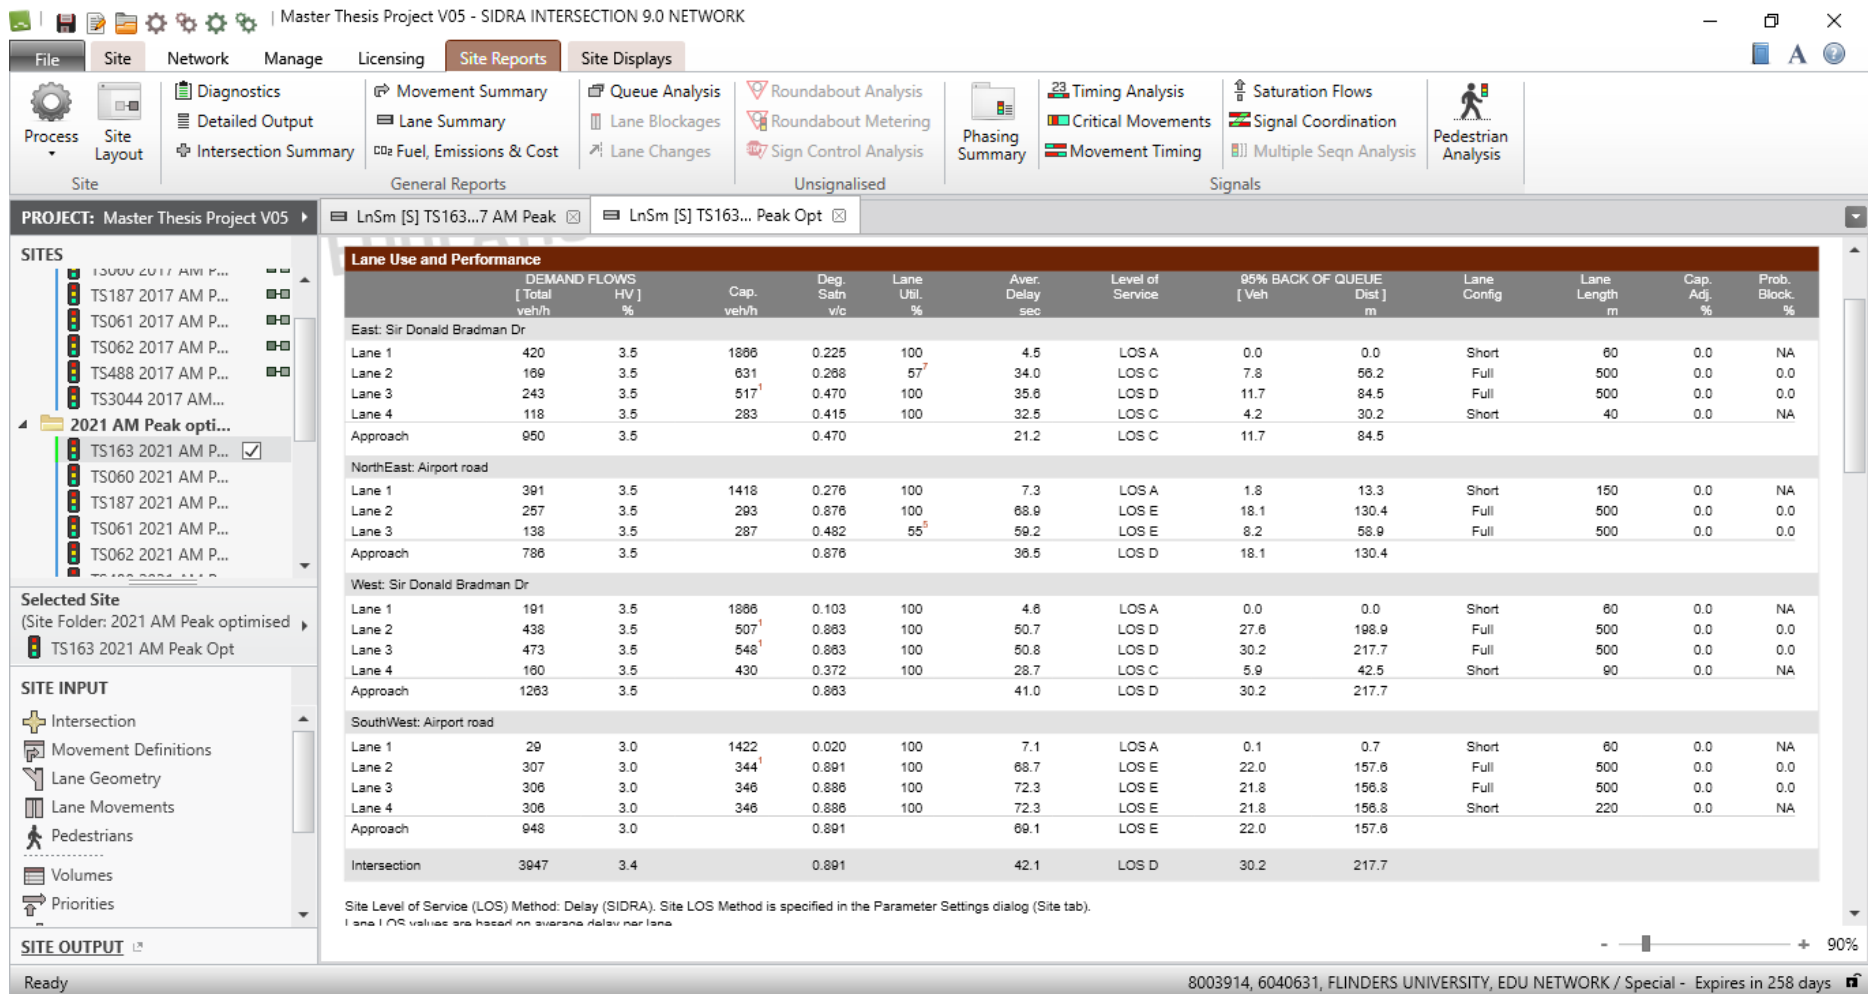 Master Thesis Project V05 - SIDRA INTERSECTION 9.0 NETWORK
File Site Network Manage Licensing Site Reports Site Displays
Process
Site Layout
Site
Diagnostics
Detailed Output
Intersection Summary
Movement Summary
Lane Summary
CO2 Fuel, Emissions & Cost
General Reports
Queue Analysis
Lane Blockages
Lane Changes
Roundabout Analysis
Roundabout Metering
Sign Control Analysis
Unsignalised
Phasing Summary
23 Timing Analysis
Critical Movements
Movement Timing
Saturation Flows
Signal Coordination
Multiple Seqn Analysis
Signals
Pedestrian Analysis
PROJECT: Master Thesis Project V05
LnSm [S] TS163...7 AM Peak
LnSm [S] TS163... Peak Opt
SITES
TS060 2017 AM P...
TS187 2017 AM P...
TS061 2017 AM P...
TS062 2017 AM P...
TS488 2017 AM P...
TS3044 2017 AM...
2021 AM Peak opti...
TS163 2021 AM P...
TS060 2021 AM P...
TS187 2021 AM P...
TS061 2021 AM P...
TS062 2021 AM P...
Selected Site
(Site Folder: 2021 AM Peak optimised
TS163 2021 AM Peak Opt
SITE INPUT
Intersection
Movement Definitions
Lane Geometry
Lane Movements
Pedestrians
Volumes
Priorities
SITE OUTPUT
Lane Use and Performance
DEMAND FLOWS Deg. Lane Aver. Level of 95% BACK OF QUEUE Lane Lane Cap. Prob.
[ Total HV ] Cap. Satn Util. Delay Service [ Veh Dist ] Config Length Adj. Block.
veh/h % veh/h v/c % sec m m % %
East: Sir Donald Bradman Dr
Lane 1 420 3.5 1866 0.225 100 4.5 LOS A 0.0 0.0 Short 60 0.0 NA
Lane 2 169 3.5 631 0.268 57 7 34.0 LOS C 7.8 56.2 Full 500 0.0 0.0
Lane 3 243 3.5 517 1 0.470 100 35.6 LOS D 11.7 84.5 Full 500 0.0 0.0
Lane 4 118 3.5 283 0.415 100 32.5 LOS C 4.2 30.2 Short 40 0.0 NA
Approach 950 3.5 0.470 21.2 LOS C 11.7 84.5
NorthEast: Airport road
Lane 1 391 3.5 1418 0.276 100 7.3 LOS A 1.8 13.3 Short 150 0.0 NA
Lane 2 257 3.5 293 0.876 100 68.9 LOS E 18.1 130.4 Full 500 0.0 0.0
Lane 3 138 3.5 287 0.482 55 5 59.2 LOS E 8.2 58.9 Full 500 0.0 0.0
Approach 786 3.5 0.876 36.5 LOS D 18.1 130.4
West: Sir Donald Bradman Dr
Lane 1 191 3.5 1866 0.103 100 4.6 LOS A 0.0 0.0 Short 60 0.0 NA
Lane 2 438 3.5 507 1 0.863 100 50.7 LOS D 27.6 198.9 Full 500 0.0 0.0
Lane 3 473 3.5 548 1 0.863 100 50.8 LOS D 30.2 217.7 Full 500 0.0 0.0
Lane 4 160 3.5 430 0.372 100 28.7 LOS C 5.9 42.5 Short 90 0.0 NA
Approach 1263 3.5 0.863 41.0 LOS D 30.2 217.7
SouthWest: Airport road
Lane 1 29 3.0 1422 0.020 100 7.1 LOS A 0.1 0.7 Short 60 0.0 NA
Lane 2 307 3.0 344 1 0.891 100 68.7 LOS E 22.0 157.6 Full 500 0.0 0.0
Lane 3 306 3.0 346 0.886 100 72.3 LOS E 21.8 156.8 Full 500 0.0 0.0
Lane 4 306 3.0 346 0.886 100 72.3 LOS E 21.8 156.8 Short 220 0.0 NA
Approach 948 3.0 0.891 69.1 LOS E 22.0 157.6
Intersection 3947 3.4 0.891 42.1 LOS D 30.2 217.7
Site Level of Service (LOS) Method: Delay (SIDRA). Site LOS Method is specified in the Parameter Settings dialog (Site tab).
Lane LOS values are based on average delay per lane.
- + 90%
Ready
8003914, 6040631, FLINDERS UNIVERSITY, EDU NETWORK / Special - Expires in 258 days